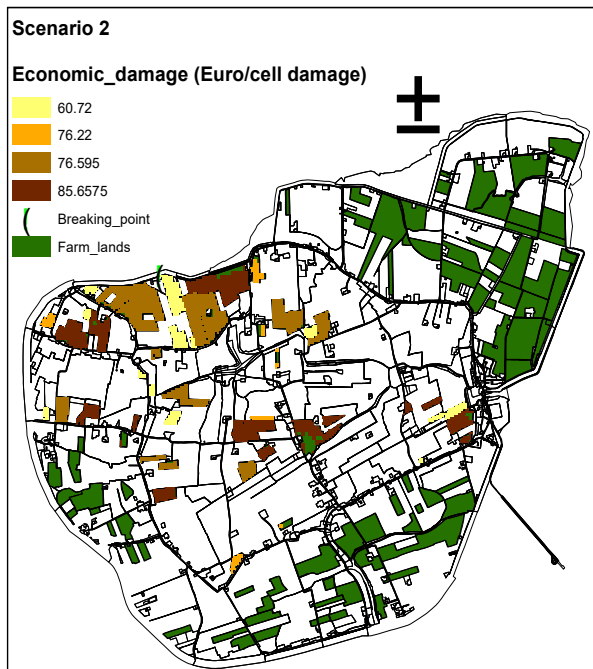 Scenario 2
Economic_damage (Euro/cell damage)
60.72
76.22
76.595
85.6575
Breaking_point
Farm_lands